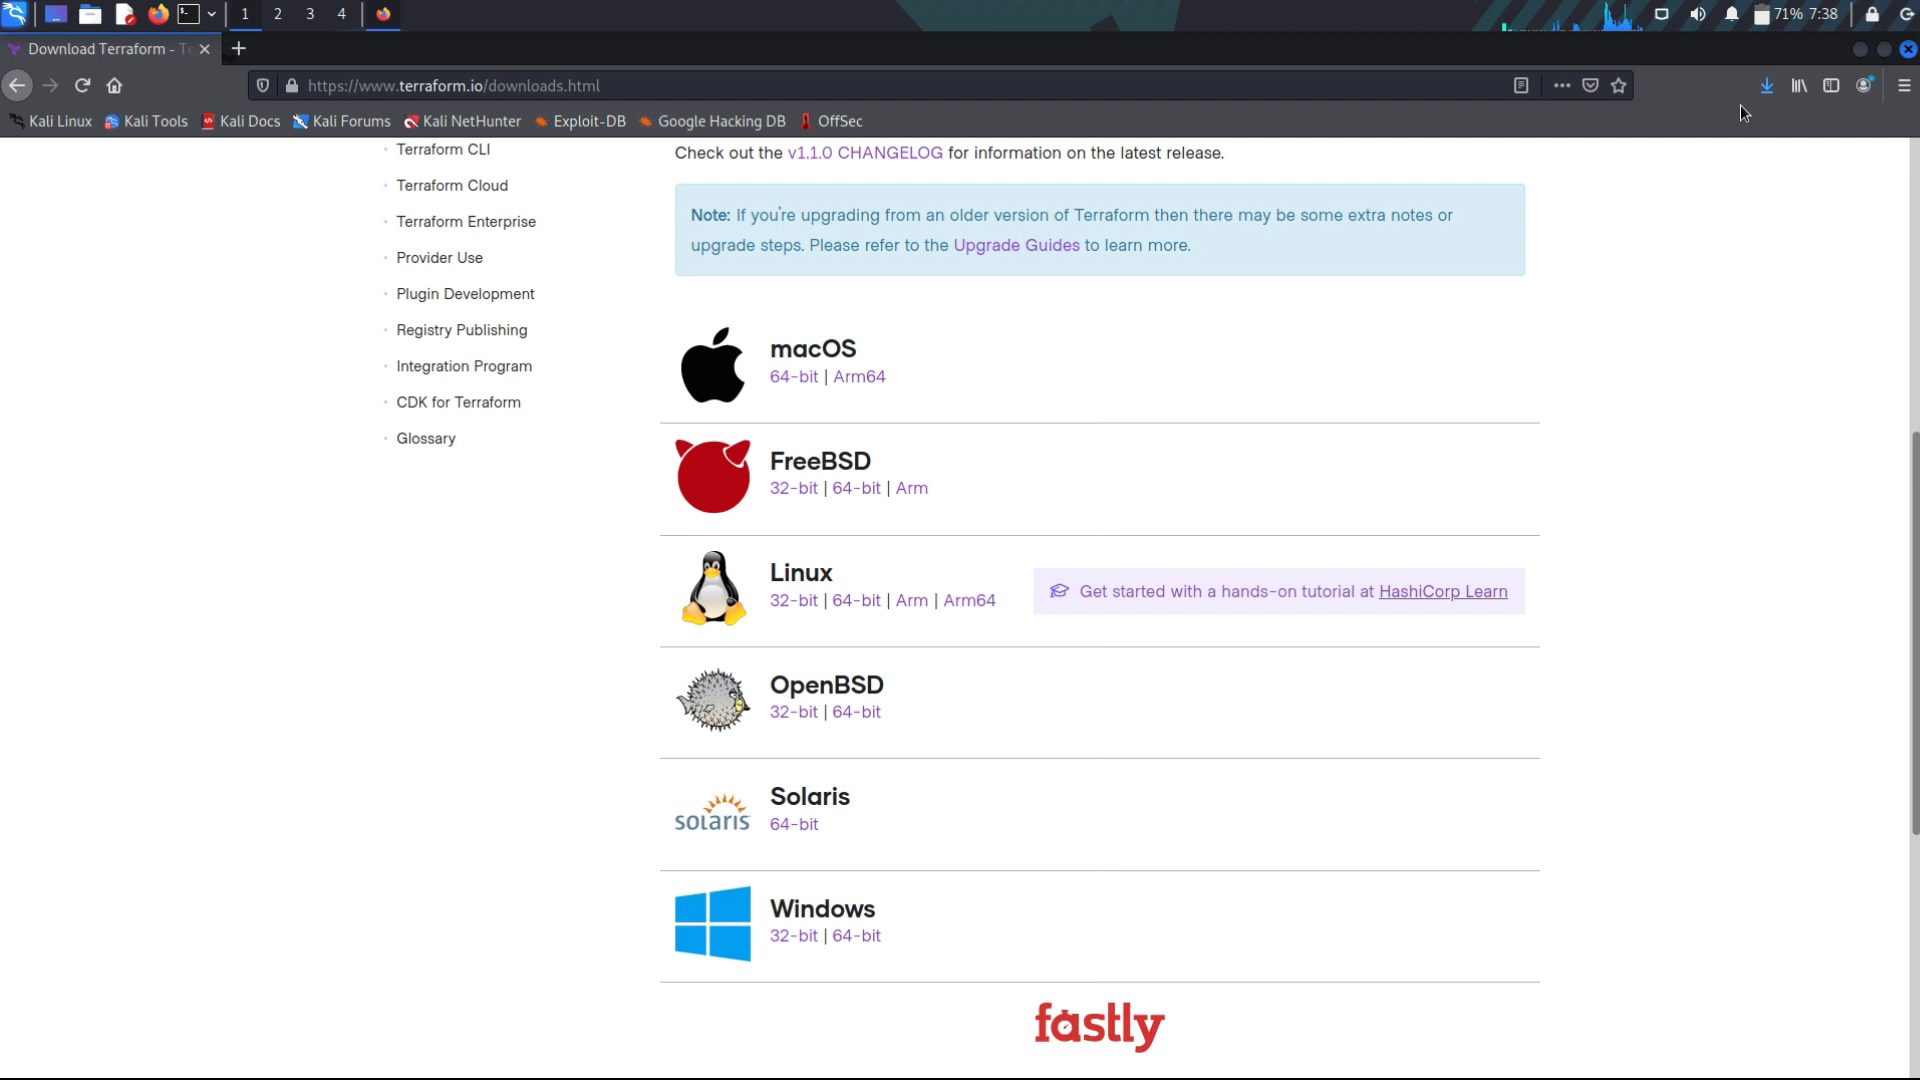 1 2 3 4
71% 7:38
Download Terraform - Te
https://www.terraform.io/downloads.html
Kali Linux Kali Tools Kali Docs Kali Forums Kali NetHunter Exploit-DB Google Hacking DB OffSec
Terraform CLI
Terraform Cloud
Terraform Enterprise
Provider Use
Plugin Development
Registry Publishing
Integration Program
CDK for Terraform
Glossary
Check out the v1.1.0 CHANGELOG for information on the latest release.
Note: If you're upgrading from an older version of Terraform then there may be some extra notes or
upgrade steps. Please refer to the Upgrade Guides to learn more.
macOS
64-bit | Arm64
FreeBSD
32-bit | 64-bit | Arm
Linux
32-bit | 64-bit | Arm | Arm64
Get started with a hands-on tutorial at HashiCorp Learn
OpenBSD
32-bit | 64-bit
solaris
Solaris
64-bit
Windows
32-bit | 64-bit
fastly